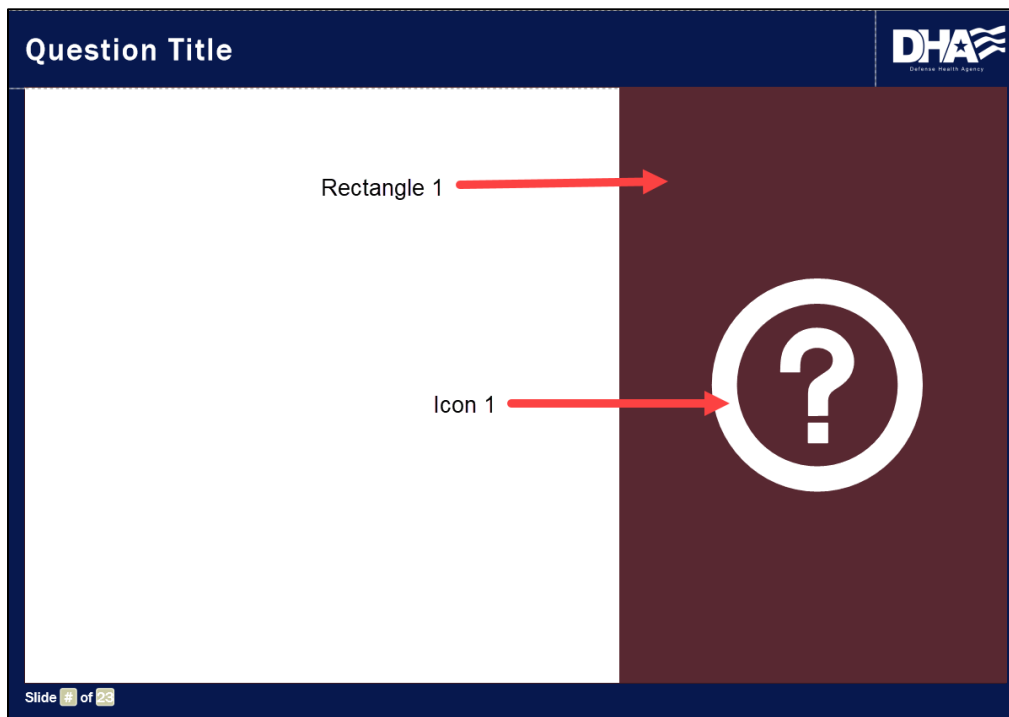 Question Title
DHA
Defense Health Agency
Rectangle 1
Icon 1
?
Slide # of 23